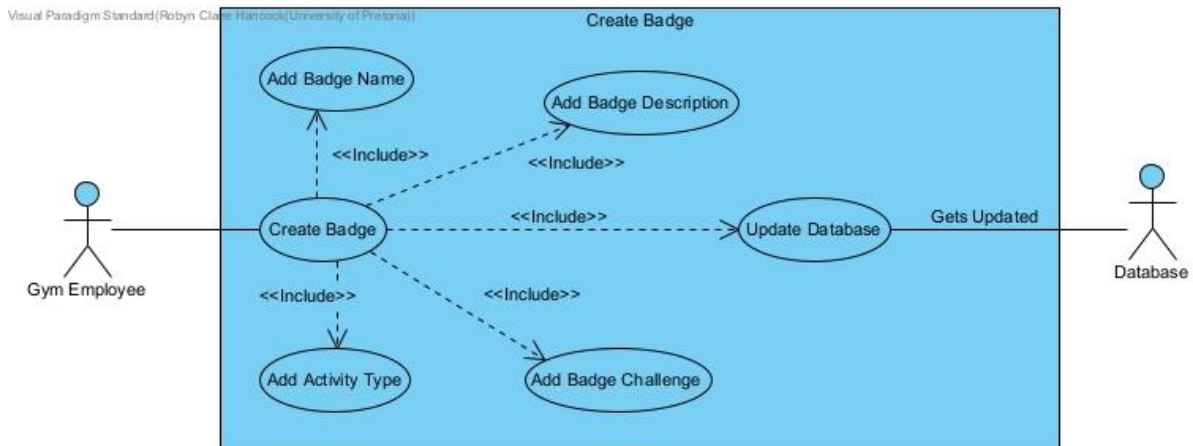 Visual Paradigm Standard(Robyn Claire Hancock(University of Pretoria))
Create Badge
Add Badge Name
Add Badge Description
<<Include>>
<<Include>>
<<Include>>
Create Badge
Update Database
Gets Updated
Gym Employee
Database
<<Include>>
<<Include>>
Add Activity Type
Add Badge Challenge